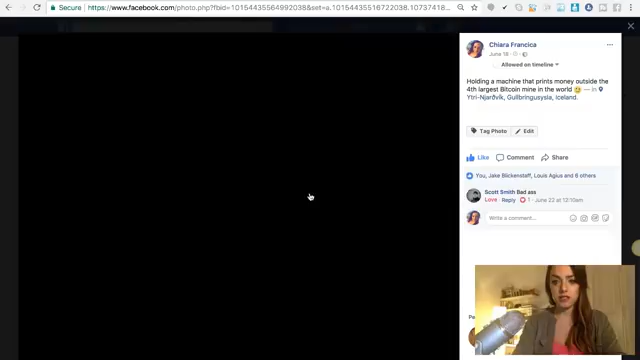 Secure
https://www.facebook.com/photo.php?fbid=10154435564992038&set=a.10154435516722038.10737418...
Chiara Francica
June 18
Allowed on timeline
Holding a machine that prints money outside the
4th largest Bitcoin mine in the world — in
Ytri-Njarðvík, Gullbringusysla, Iceland.
Tag Photo Edit
Like Comment Share
You, Jake Blickenstaff, Louis Agius and 6 others
Scott Smith Bad ass
Love Reply 1 June 22 at 12:10am
Write a comment...